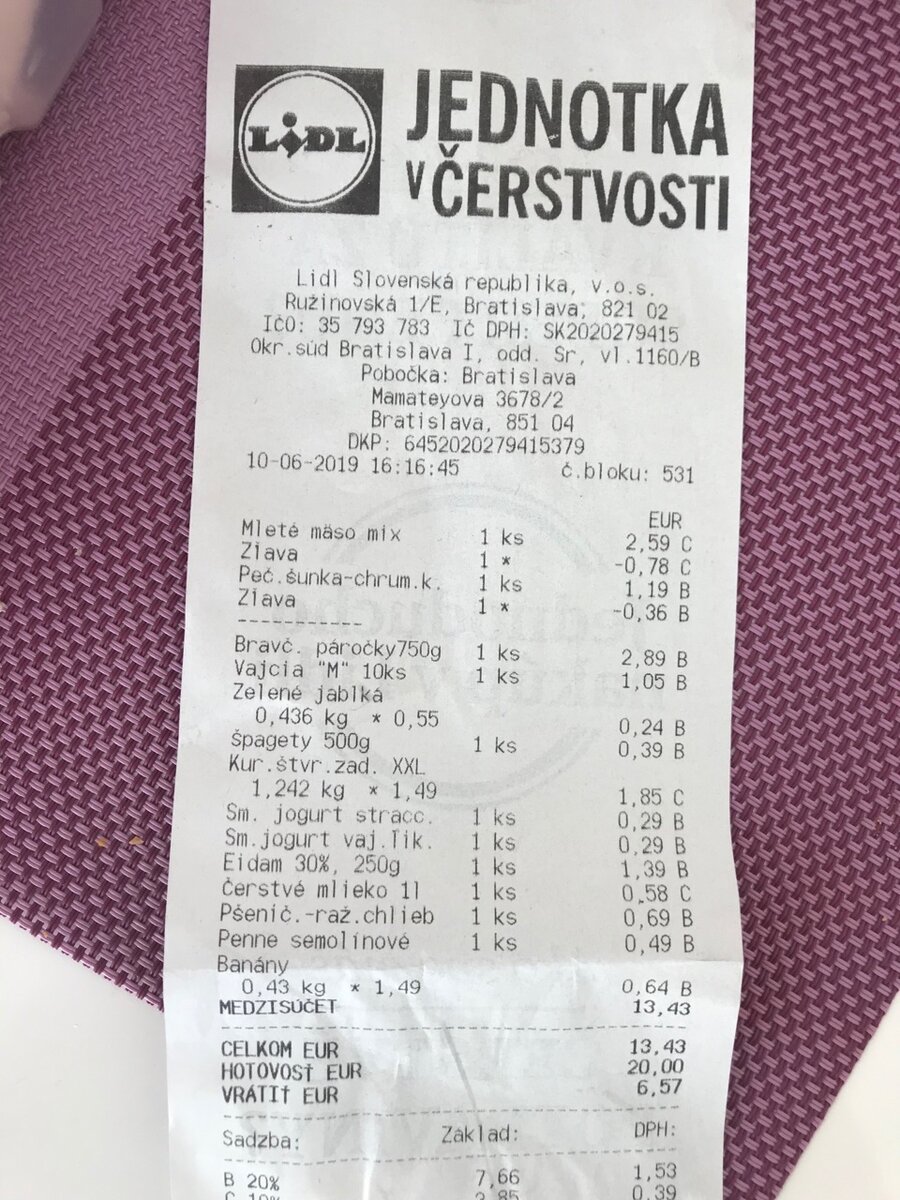 LIDL
JEDNOTKA
V ČERSTVOSTI
Lidl Slovenská republika, v.o.s.
Ružinovská 1/E, Bratislava, 821 02
IČO: 35 793 783 IČ DPH: SK2020279415
Okr.súd Bratislava I, odd. Sr, vl.1160/B
Pobočka: Bratislava
Mamateyova 3678/2
Bratislava, 851 04
DKP: 6452020279415379
10-06-2019 16:16:45 č.bloku: 531
EUR
Mleté mäso mix 1 ks 2,59 C
Zľava 1 * -0,78 C
Peč.šunka-chrum.k. 1 ks 1,19 B
Zľava 1 * -0,36 B
-----------
Bravč. páročky750g 1 ks 2,89 B
Vajcia "M" 10ks 1 ks 1,05 B
Zelené jablká
0,436 kg * 0,55 0,24 B
Špagety 500g 1 ks 0,39 B
Kur.štvr.zad. XXL
1,242 kg * 1,49 1,85 C
Sm. jogurt stracc. 1 ks 0,29 B
Sm.jogurt vaj.lik. 1 ks 0,29 B
Eidam 30%, 250g 1 ks 1,39 B
Čerstvé mlieko 1l 1 ks 0,58 C
Pšenič.-raž.chlieb 1 ks 0,69 B
Penne semolínové 1 ks 0,49 B
Banány
0,43 kg * 1,49 0,64 B
MEDZISÚČET 13,43
CELKOM EUR 13,43
HOTOVOSŤ EUR 20,00
VRÁTIŤ EUR 6,57
Sadzba: Základ: DPH:
B 20% 7,66 1,53
C 10% 3,85 0,39